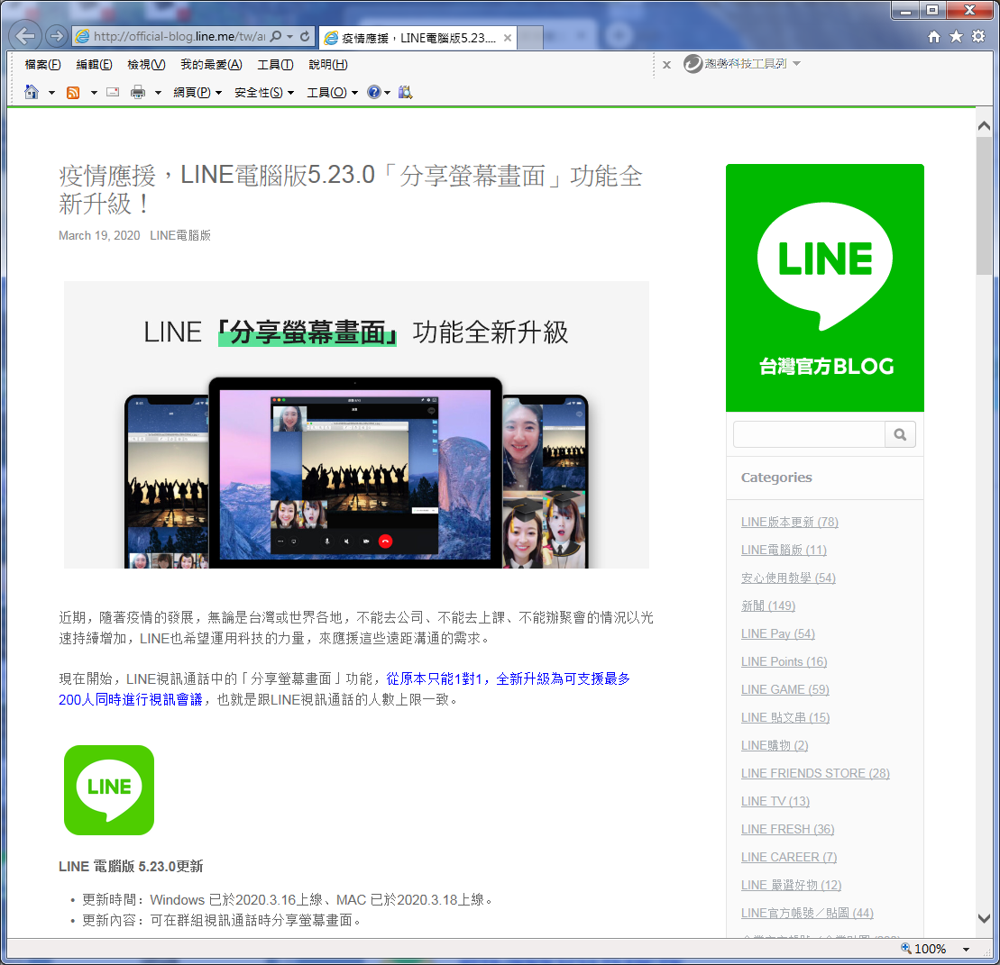 http://official-blog.line.me/tw/ar
疫情應援，LINE電腦版5.23....
檔案(F) 編輯(E) 檢視(V) 我的最愛(A) 工具(T) 說明(H)
x 趨勢科技工具列
網頁(P) 安全性(S) 工具(O)
疫情應援，LINE電腦版5.23.0「分享螢幕畫面」功能全
新升級！
March 19, 2020 LINE電腦版
LINE「分享螢幕畫面」功能全新升級
近期，隨著疫情的發展，無論是台灣或世界各地，不能去公司、不能去上課、不能辦聚會的情況以光
速持續增加，LINE也希望運用科技的力量，來應援這些遠距溝通的需求。
現在開始，LINE視訊通話中的「分享螢幕畫面」功能，從原本只能1對1，全新升級為可支援最多
200人同時進行視訊會議，也就是跟LINE視訊通話的人數上限一致。
LINE
LINE 電腦版 5.23.0更新
• 更新時間：Windows 已於2020.3.16上線、MAC 已於2020.3.18上線。
• 更新內容：可在群組視訊通話時分享螢幕畫面。
LINE
台灣官方BLOG
Categories
LINE版本更新 (78)
LINE電腦版 (11)
安心使用教學 (54)
新聞 (149)
LINE Pay (54)
LINE Points (16)
LINE GAME (59)
LINE 貼文串 (15)
LINE購物 (2)
LINE FRIENDS STORE (28)
LINE TV (13)
LINE FRESH (36)
LINE CAREER (7)
LINE 嚴選好物 (12)
LINE官方帳號／貼圖 (44)
100%